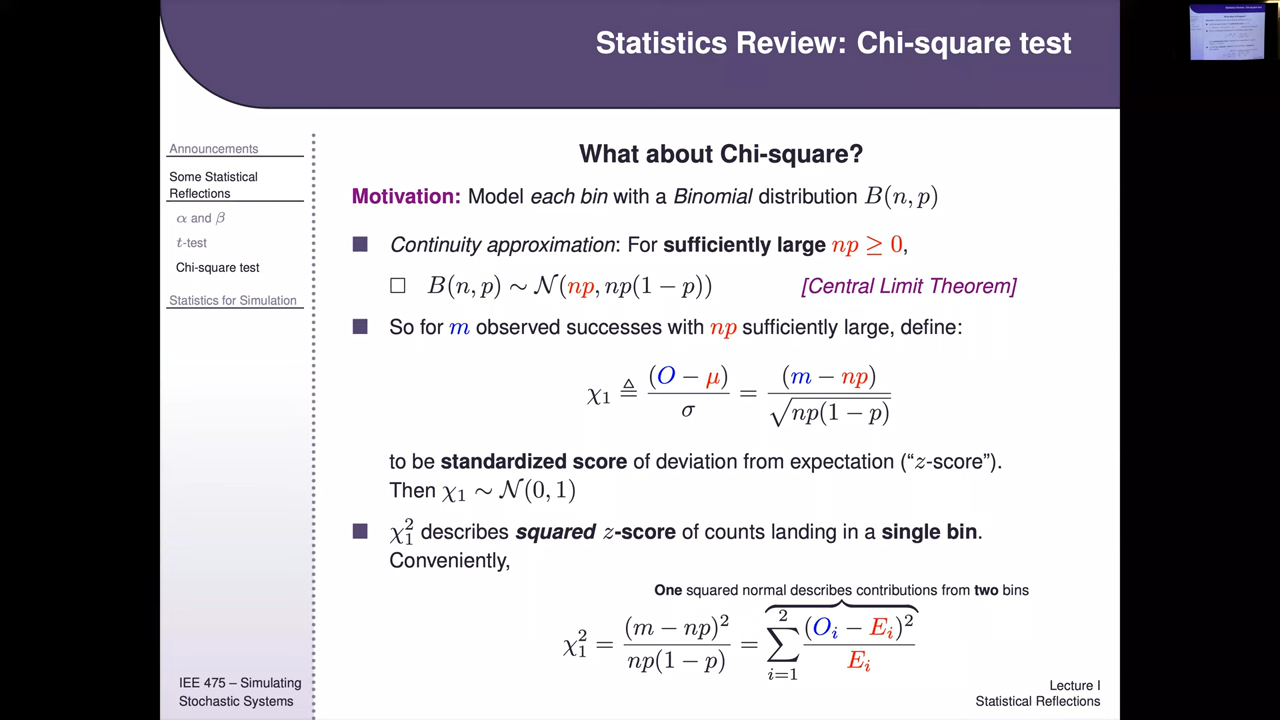 Statistics Review: Chi-square test
Announcements
Some Statistical
Reflections
α and β
t-test
Chi-square test
Statistics for Simulation
What about Chi-square?
Motivation: Model each bin with a Binomial distribution B(n, p)
Continuity approximation: For sufficiently large np ≥ 0,
B(n, p) ∼ N(np, np(1 − p)) [Central Limit Theorem]
So for m observed successes with np sufficiently large, define:
χ₁ ≜ (O − μ)/σ = (m − np)/√(np(1 − p))
to be standardized score of deviation from expectation (“z-score”).
Then χ₁ ∼ N(0, 1)
χ₁² describes squared z-score of counts landing in a single bin.
Conveniently,
One squared normal describes contributions from two bins
χ₁² = (m − np)²/(np(1 − p)) = ∑_{i=1}^{2} (Oᵢ − Eᵢ)²/Eᵢ
IEE 475 – Simulating
Stochastic Systems
Lecture I
Statistical Reflections